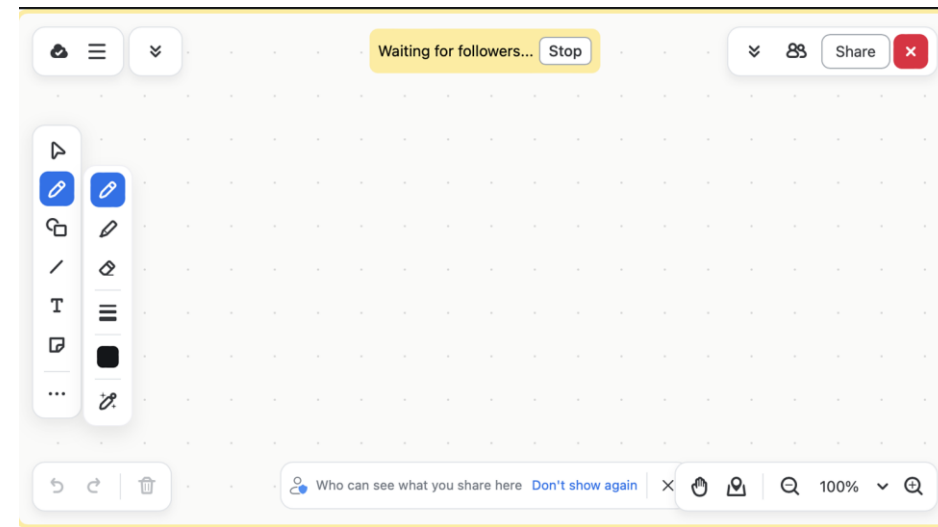 Waiting for followers... Stop
Share
T
Who can see what you share here Don't show again
100%